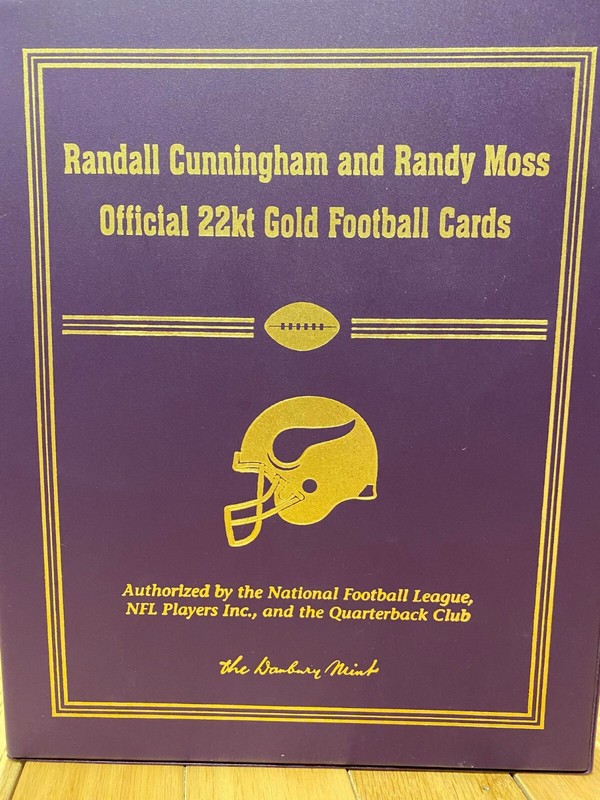 Randall Cunningham and Randy Moss
Official 22kt Gold Football Cards
Authorized by the National Football League,
NFL Players Inc., and the Quarterback Club
The Danbury Mint